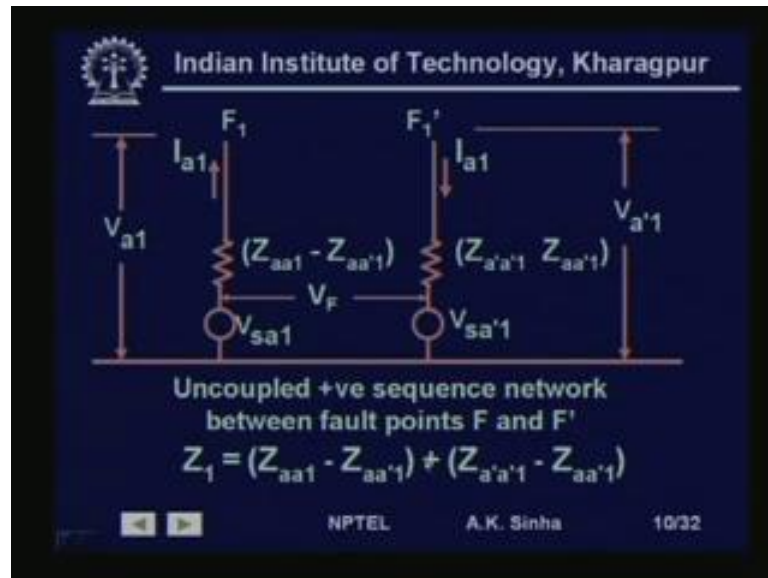 Indian Institute of Technology, Kharagpur
F₁ F₁'
Iₐ₁ Iₐ₁
Vₐ₁ (Zₐₐ₁ - Zₐₐ'₁) (Zₐ'ₐ'₁ Zₐₐ'₁) Vₐ'₁
V_F
Vₛₐ₁ Vₛₐ'₁
Uncoupled +ve sequence network
between fault points F and F'
Z₁ = (Zₐₐ₁ - Zₐₐ'₁) + (Zₐ'ₐ'₁ - Zₐₐ'₁)
NPTEL A.K. Sinha 10/32